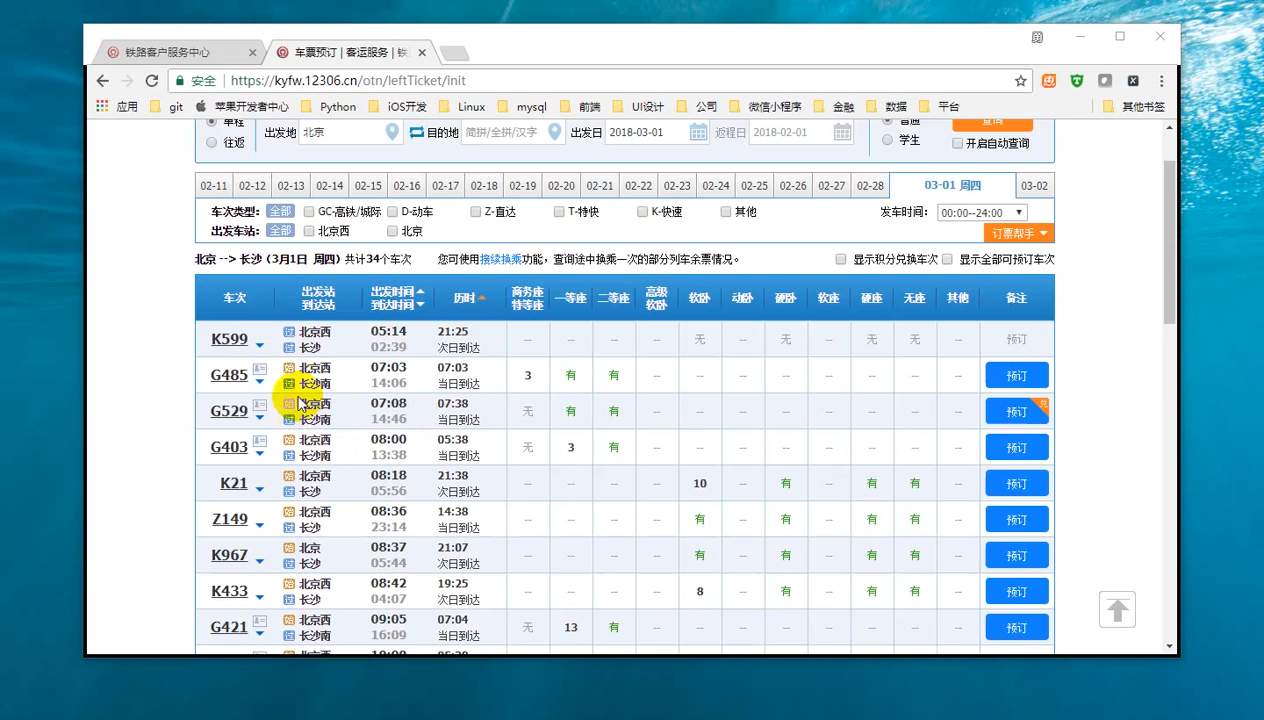 铁路客户服务中心
车票预订 | 客运服务 | 铁
安全 | https://kyfw.12306.cn/otn/leftTicket/init
应用 git 苹果开发者中心 Python iOS开发 Linux mysql 前端 UI设计 公司 微信小程序 金融 数据 平台 其他书签
单程 出发地 北京 目的地 简拼/全拼/汉字 出发日 2018-03-01 返程日 2018-02-01 普通 查询
往返 学生 开启自动查询
02-11 02-12 02-13 02-14 02-15 02-16 02-17 02-18 02-19 02-20 02-21 02-22 02-23 02-24 02-25 02-26 02-27 02-28 03-01 周四 03-02
车次类型： 全部 GC-高铁/城际 D-动车 Z-直达 T-特快 K-快速 其他 发车时间： 00:00--24:00
出发车站： 全部 北京西 北京 订票帮手
北京 --> 长沙（3月1日 周四）共计34个车次 您可使用接续换乘功能，查询途中换乘一次的部分列车余票情况。 显示积分兑换车次 显示全部可预订车次
车次 出发站 到达站 出发时间 到达时间 历时 商务座 特等座 一等座 二等座 高级 软卧 软卧 动卧 硬卧 软座 硬座 无座 其他 备注
K599 过 北京西 05:14 21:25 -- -- -- -- 无 -- 无 -- 无 无 -- 预订
过 长沙 02:39 次日到达
G485 始 北京西 07:03 07:03 3 有 有 -- -- -- -- -- -- -- -- 预订
过 长沙南 14:06 当日到达
G529 始 北京西 07:08 07:38 无 有 有 -- -- -- -- -- -- -- -- 预订 兑
过 长沙南 14:46 当日到达
G403 始 北京西 08:00 05:38 无 3 有 -- -- -- -- -- -- -- -- 预订
过 长沙南 13:38 当日到达
K21 始 北京西 08:18 21:38 -- -- -- -- 10 -- 有 -- 有 有 -- 预订
过 长沙 05:56 次日到达
Z149 始 北京西 08:36 14:38 -- -- -- -- 有 -- 有 -- 有 有 -- 预订
过 长沙 23:14 当日到达
K967 始 北京 08:37 21:07 -- -- -- -- 有 -- 有 -- 有 有 -- 预订
过 长沙 05:44 次日到达
K433 始 北京西 08:42 19:25 -- -- -- -- 8 -- 有 -- 有 有 -- 预订
过 长沙 04:07 次日到达
G421 始 北京西 09:05 07:04 无 13 有 -- -- -- -- -- -- -- -- 预订
过 长沙南 16:09 当日到达